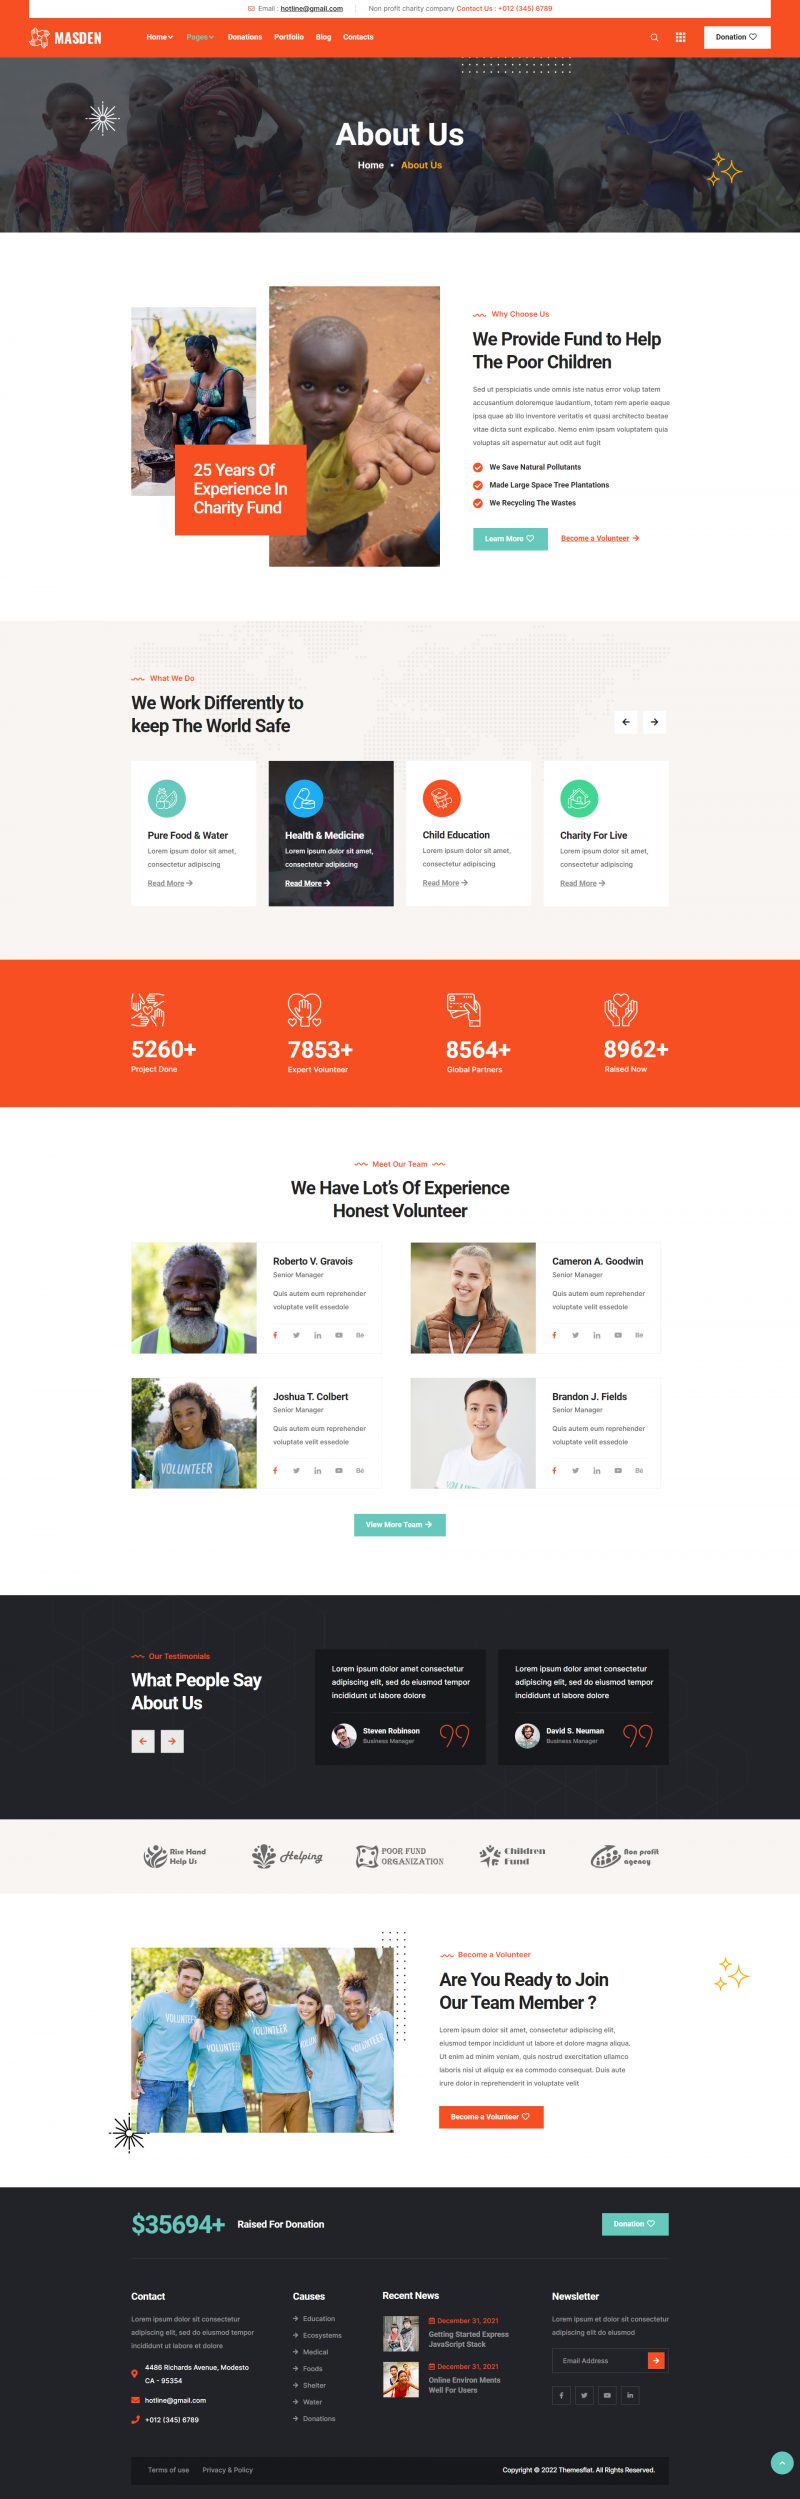 Email : hotline@gmail.com
Non profit charity company Contact Us : +012 (345) 6789
MASDEN
Home Pages Donations Portfolio Blog Contacts
Donation
About Us
Home • About Us
Why Choose Us
We Provide Fund to Help
The Poor Children
Sed ut perspiciatis unde omnis iste natus error volup tatem
accusantium doloremque laudantium, totam rem aperie eaque
ipsa quae ab illo inventore veritatis et quasi architecto beatae
vitae dicta sunt explicabo. Nemo enim ipsam voluptatem quia
voluptas sit aspernatur aut odit aut fugit
25 Years Of
Experience In
Charity Fund
We Save Natural Pollutants
Made Large Space Tree Plantations
We Recycling The Wastes
Learn More
Become a Volunteer
What We Do
We Work Differently to
keep The World Safe
Pure Food & Water
Lorem ipsum dolor sit amet,
consectetur adipiscing
Read More
Health & Medicine
Lorem ipsum dolor sit amet,
consectetur adipiscing
Read More
Child Education
Lorem ipsum dolor sit amet,
consectetur adipiscing
Read More
Charity For Live
Lorem ipsum dolor sit amet,
consectetur adipiscing
Read More
5260+
Project Done
7853+
Expert Volunteer
8564+
Global Partners
8962+
Raised Now
Meet Our Team
We Have Lot's Of Experience
Honest Volunteer
Roberto V. Gravois
Senior Manager
Quis autem eum reprehender
voluptate velit essedole
Cameron A. Goodwin
Senior Manager
Quis autem eum reprehender
voluptate velit essedole
VOLUNTEER
Joshua T. Colbert
Senior Manager
Quis autem eum reprehender
voluptate velit essedole
VOLUNTEER
Brandon J. Fields
Senior Manager
Quis autem eum reprehender
voluptate velit essedole
View More Team
Our Testimonials
What People Say
About Us
Lorem ipsum dolor amet consectetur
adipiscing elit, sed do eiusmod tempor
incididunt ut labore dolore
Steven Robinson
Business Manager
Lorem ipsum dolor amet consectetur
adipiscing elit, sed do eiusmod tempor
incididunt ut labore dolore
David S. Neuman
Business Manager
Rise Hand
Help Us
Helping
POOR FUND
ORGANIZATION
Children
Fund
Non profit
agency
VOLUNTEER
VOLUNTEER
VOLUNTEER
VOLUNTEER
VOLUNTEER
Become a Volunteer
Are You Ready to Join
Our Team Member ?
Lorem ipsum dolor sit amet, consectetur adipiscing elit,
eiusmod tempor incididunt ut labore et dolore magna aliqua.
Ut enim ad minim veniam, quis nostrud exercitation ullamco
laboris nisi ut aliquip ex ea commodo consequat. Duis aute
irure dolor in reprehenderit in voluptate velit
Become a Volunteer
$35694+ Raised For Donation
Donation
Contact
Lorem ipsum dolor sit consectetur
adipiscing elit, sed do eiusmod tempor
incididunt ut labore et dolore
4486 Richards Avenue, Modesto
CA - 95354
hotline@gmail.com
+012 (345) 6789
Causes
Education
Ecosystems
Medical
Foods
Shelter
Water
Donations
Recent News
December 31, 2021
Getting Started Express
JavaScript Stack
December 31, 2021
Online Environ Ments
Well For Users
Newsletter
Lorem ipsum et dolor sit consectetur
adipiscing elit do eiusmod
Email Address
Terms of use Privacy & Policy
Copyright © 2022 Themesflat. All Rights Reserved.